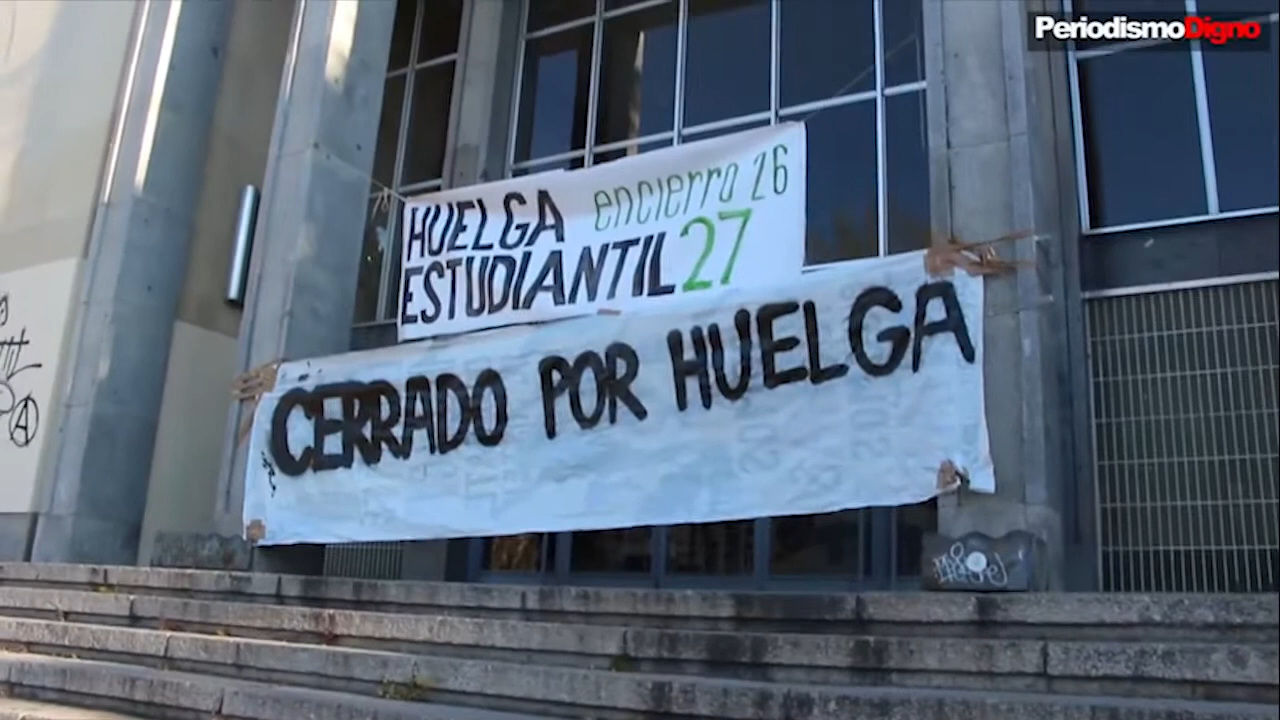 PeriodismoDigno
HUELGA encierro 26
ESTUDIANTIL 27
CERRADO POR HUELGA